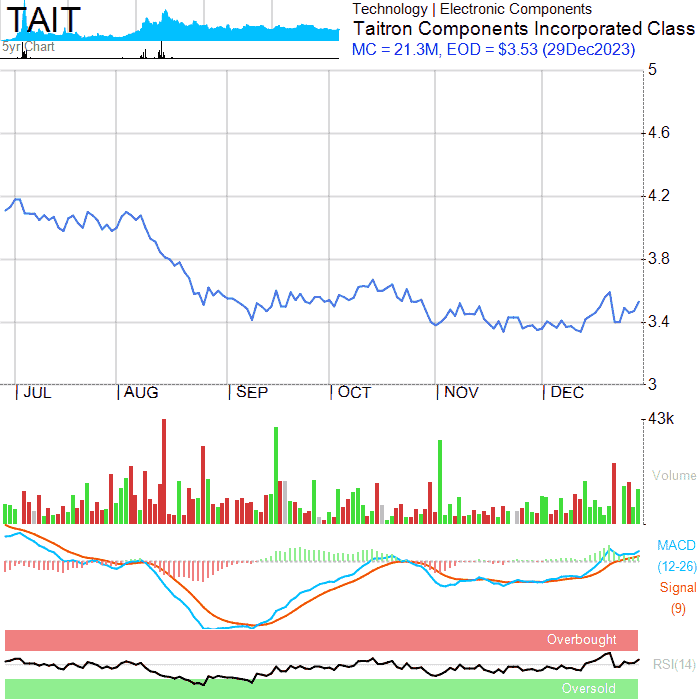 TAIT
5yr Chart
Technology | Electronic Components
Taitron Components Incorporated Class
MC = 21.3M, EOD = $3.53 (29Dec2023)
5
4.6
4.2
3.8
3.4
3
| JUL | AUG | SEP | OCT | NOV | DEC
43k
Volume
MACD
(12-26)
Signal
(9)
Overbought
RSI(14)
Oversold